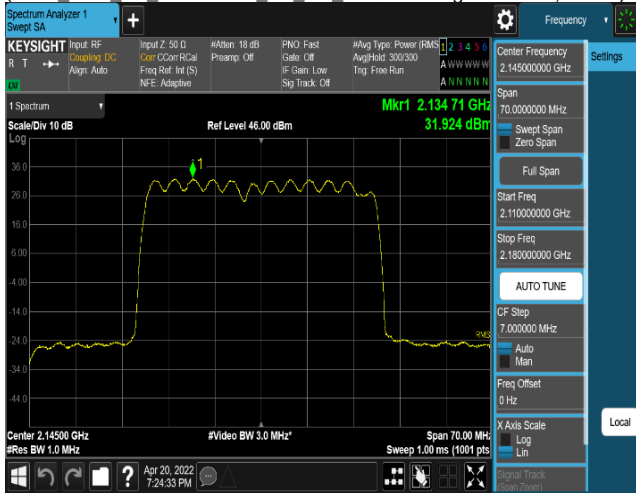 Spectrum Analyzer 1
Swept SA
+
Frequency
KEYSIGHT
R T
Input: RF
Coupling: DC
Align: Auto
Input Z: 50 Ω
Corr CCorr RCal
Freq Ref: Int (S)
NFE: Adaptive
#Atten: 18 dB
Preamp: Off
PNO: Fast
Gate: Off
IF Gain: Low
Sig Track: Off
#Avg Type: Power (RMS
Avg|Hold: 300/300
Trig: Free Run
1 2 3 4 5 6
A W W W W W
A N N N N N
1 Spectrum
Scale/Div 10 dB
Log
Ref Level 46.00 dBm
Mkr1 2.134 71 GHz
31.924 dBm
1
36.0
26.0
16.0
6.00
-4.00
-14.0
-24.0
-34.0
-44.0
RMS
Center 2.14500 GHz
#Res BW 1.0 MHz
#Video BW 3.0 MHz*
Span 70.00 MHz
Sweep 1.00 ms (1001 pts
Center Frequency
2.145000000 GHz
Settings
Span
70.0000000 MHz
Swept Span
Zero Span
Full Span
Start Freq
2.110000000 GHz
Stop Freq
2.180000000 GHz
AUTO TUNE
CF Step
7.000000 MHz
Auto
Man
Freq Offset
0 Hz
X Axis Scale
Log
Lin
Local
Signal Track
(Span Zoom)
?
Apr 20, 2022
7:24:33 PM